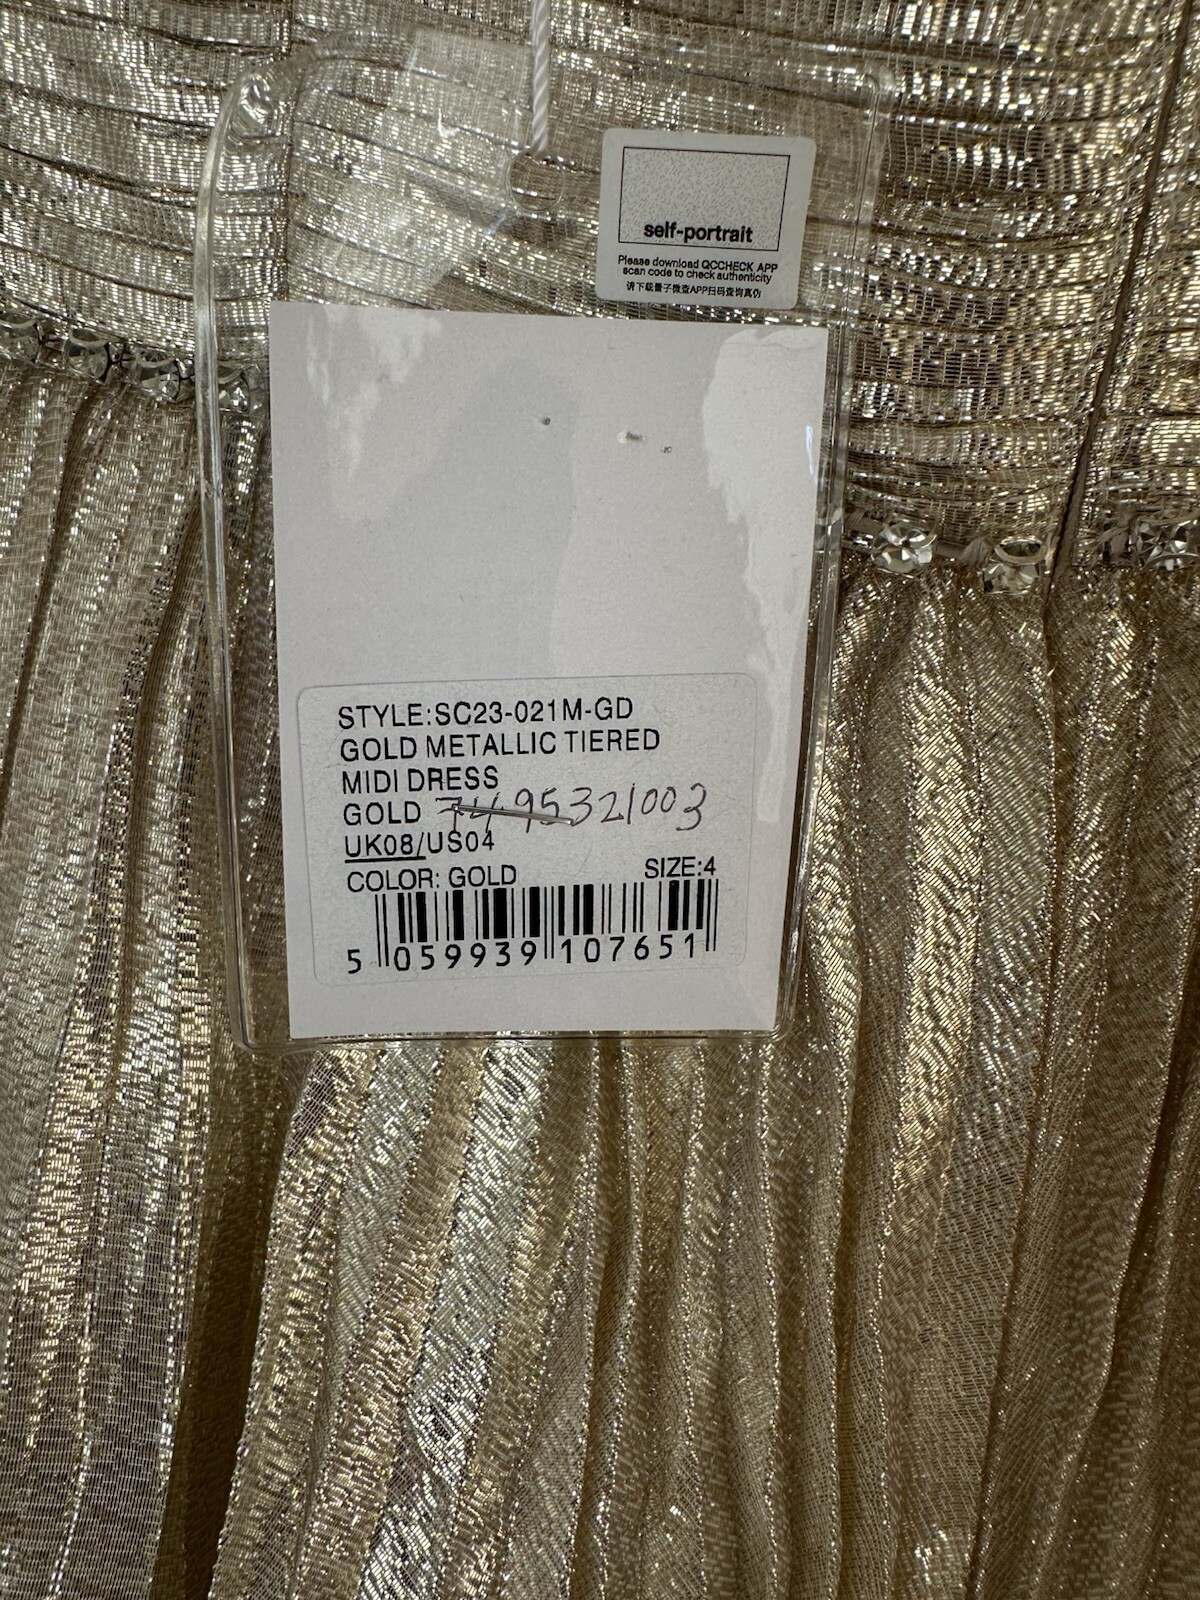 self-portrait
Please download QCCHECK APP
scan code to check authenticity
请下载量子微查APP扫码查询真伪
STYLE:SC23-021M-GD
GOLD METALLIC TIERED
MIDI DRESS
GOLD 7495321003
UK08/US04
COLOR: GOLD SIZE:4
5 059939 107651